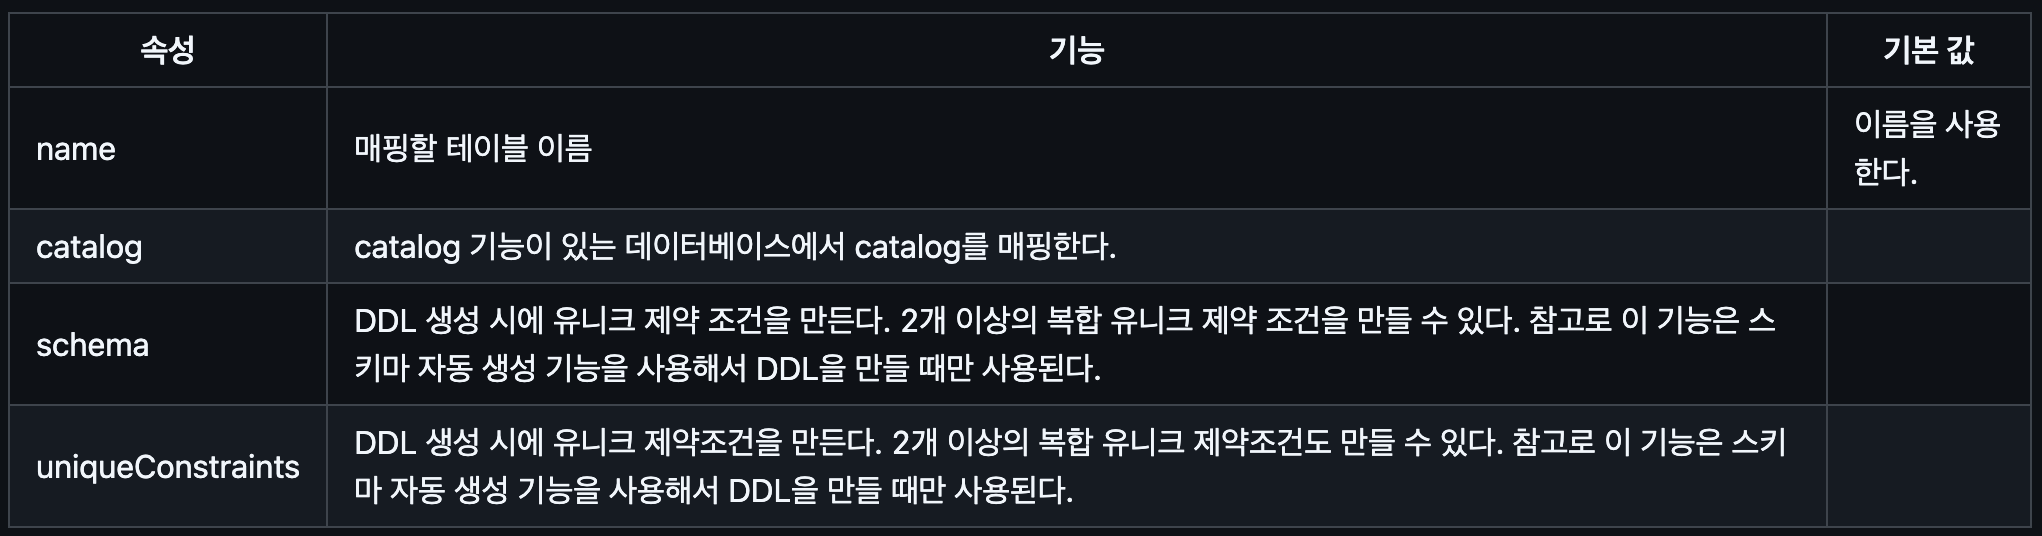 속성 기능 기본 값
name 매핑할 테이블 이름 이름을 사용
한다.
catalog catalog 기능이 있는 데이터베이스에서 catalog를 매핑한다.
schema DDL 생성 시에 유니크 제약 조건을 만든다. 2개 이상의 복합 유니크 제약 조건을 만들 수 있다. 참고로 이 기능은 스
키마 자동 생성 기능을 사용해서 DDL을 만들 때만 사용된다.
uniqueConstraints DDL 생성 시에 유니크 제약조건을 만든다. 2개 이상의 복합 유니크 제약조건도 만들 수 있다. 참고로 이 기능은 스키
마 자동 생성 기능을 사용해서 DDL을 만들 때만 사용된다.